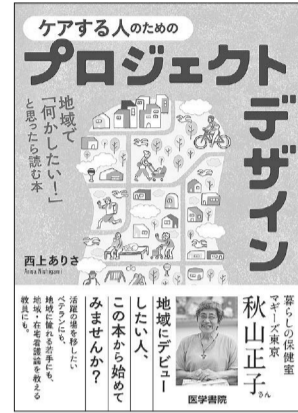 ケアする人のための
プロジェクト
デザイン
地域で
「何かしたい！」
と思ったら読む本
西上ありさ
Arisa Nishigami
暮らしの保健室
マギーズ東京
秋山正子さん
地域にデビュー
したい人、
この本から始めて
みませんか？
活躍の場を移したい
ベテランにも、
地域に憧れる若手にも、
地域・在宅看護論を教える
教員にも。
医学書院